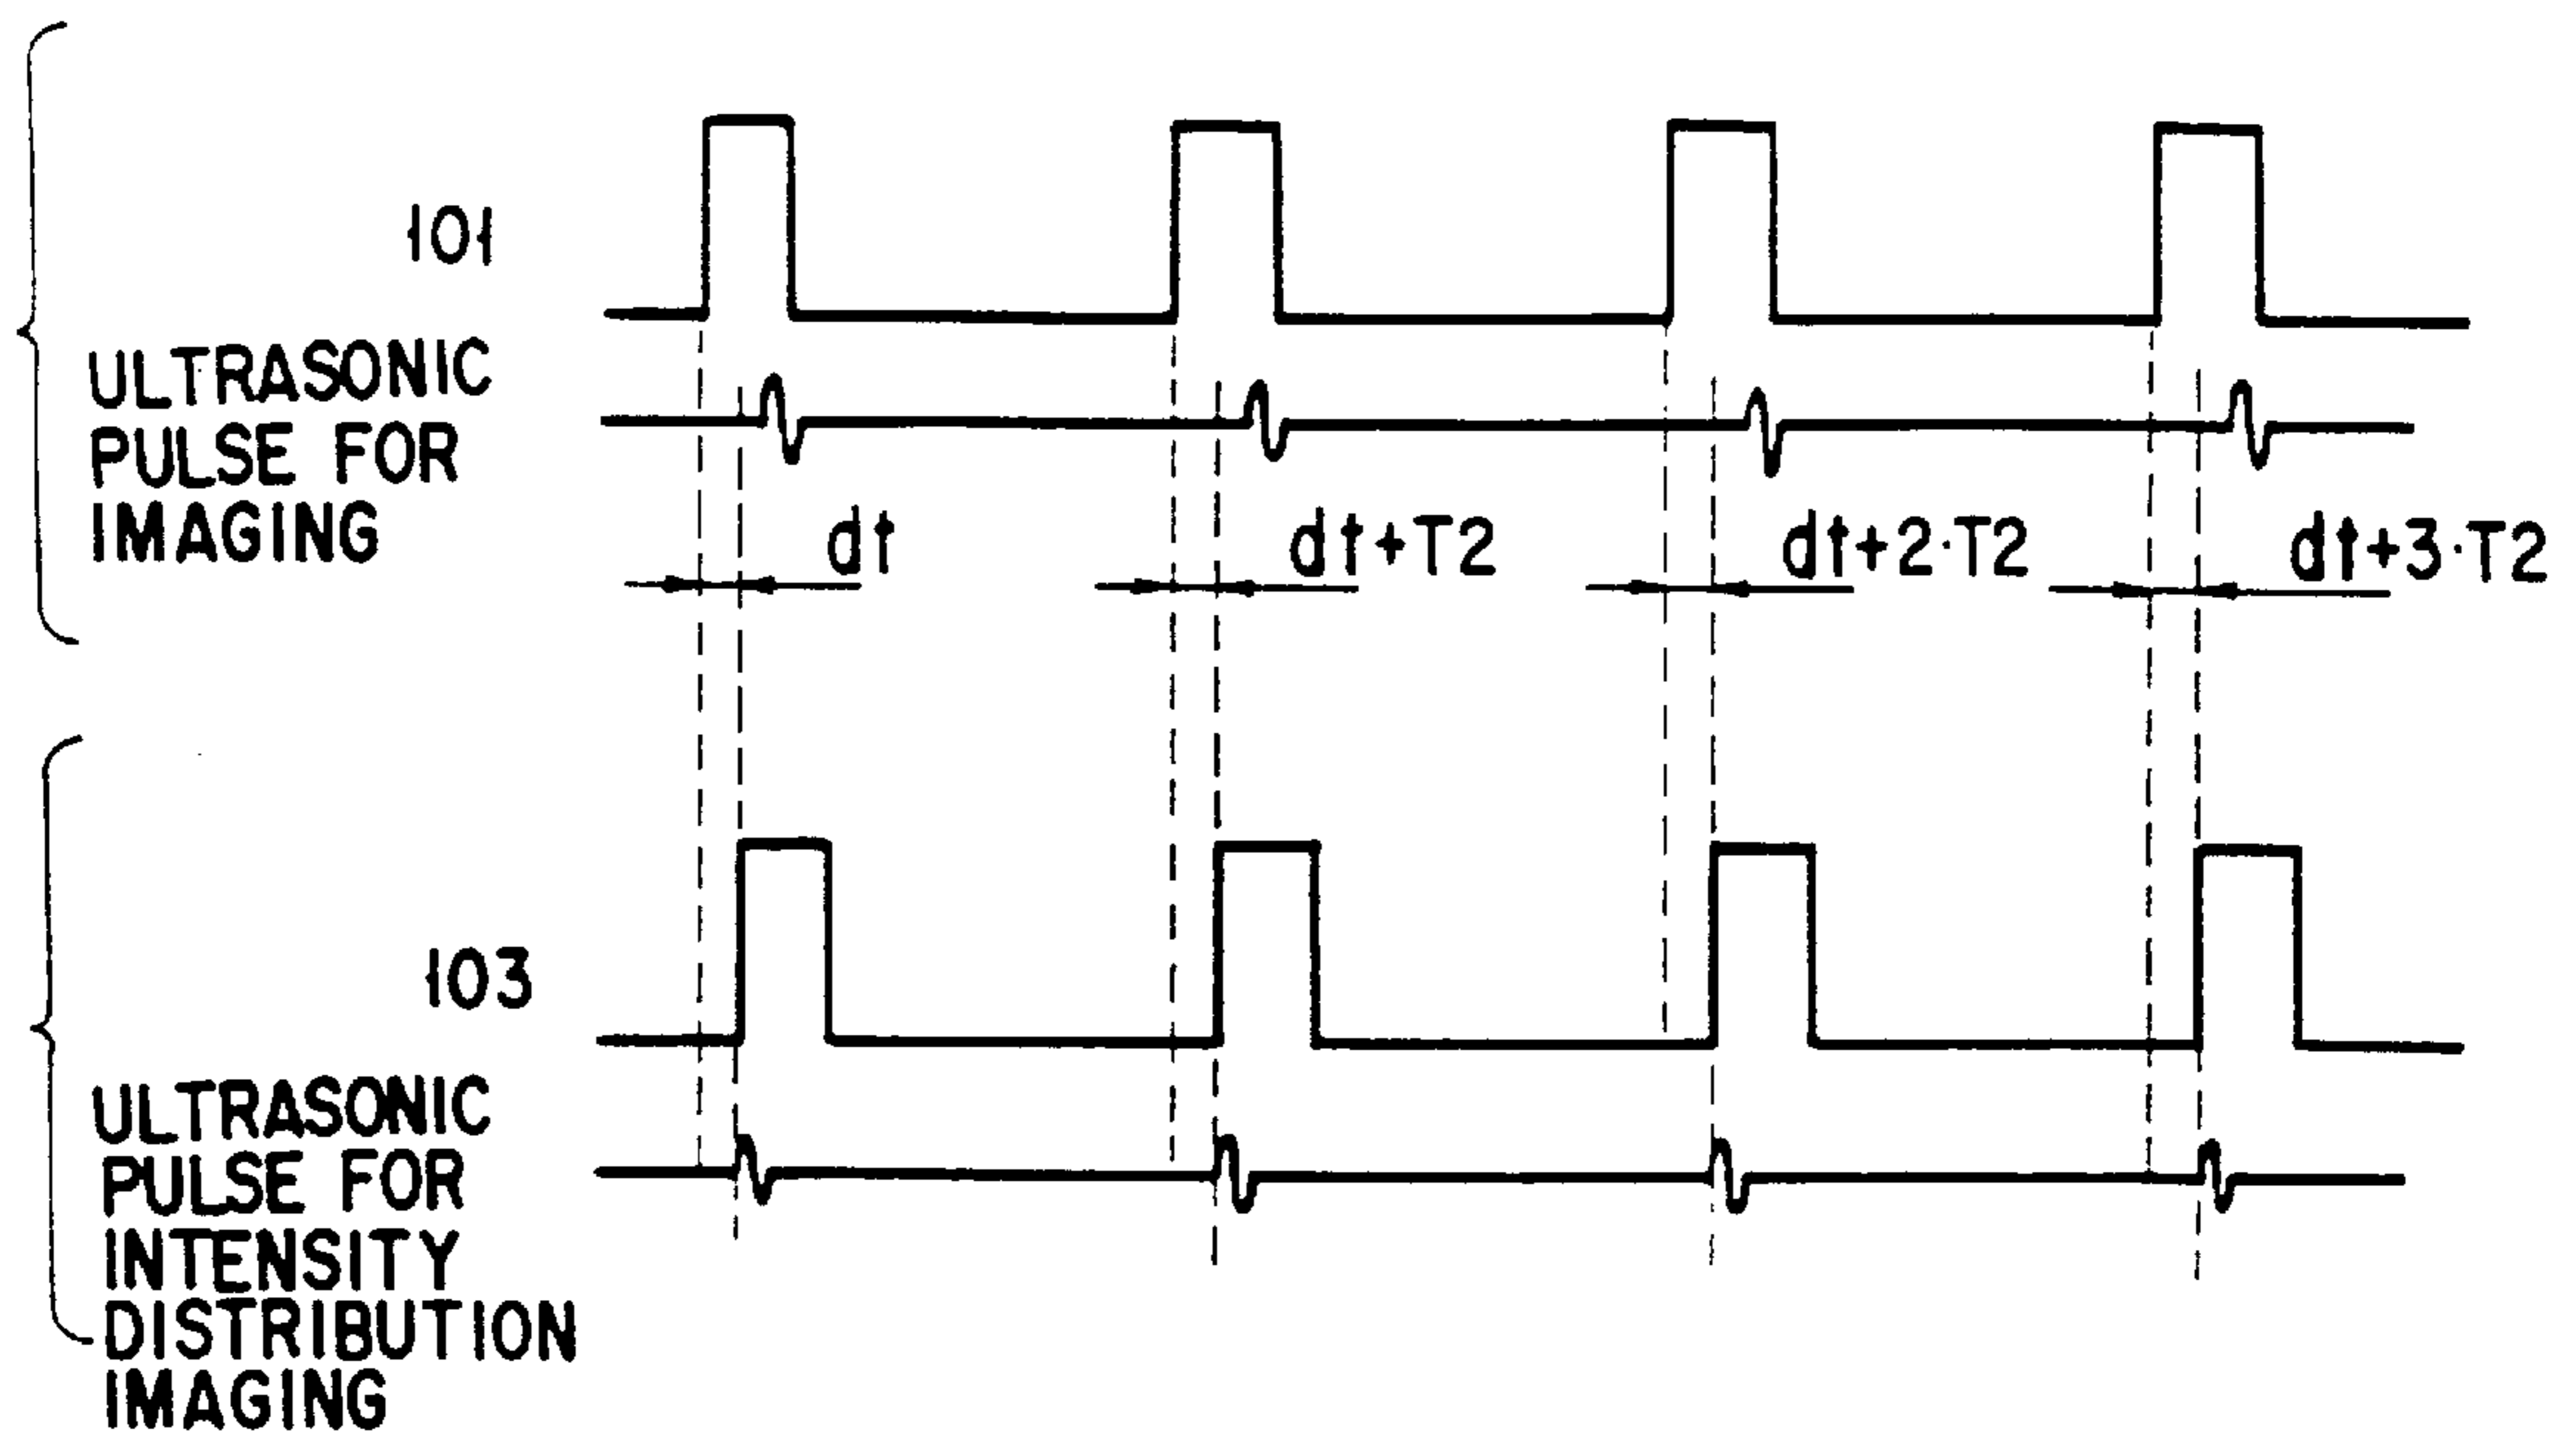 101
ULTRASONIC
PULSE FOR
IMAGING
dt
dt+T2
dt+2·T2
dt+3·T2
103
ULTRASONIC
PULSE FOR
INTENSITY
DISTRIBUTION
IMAGING